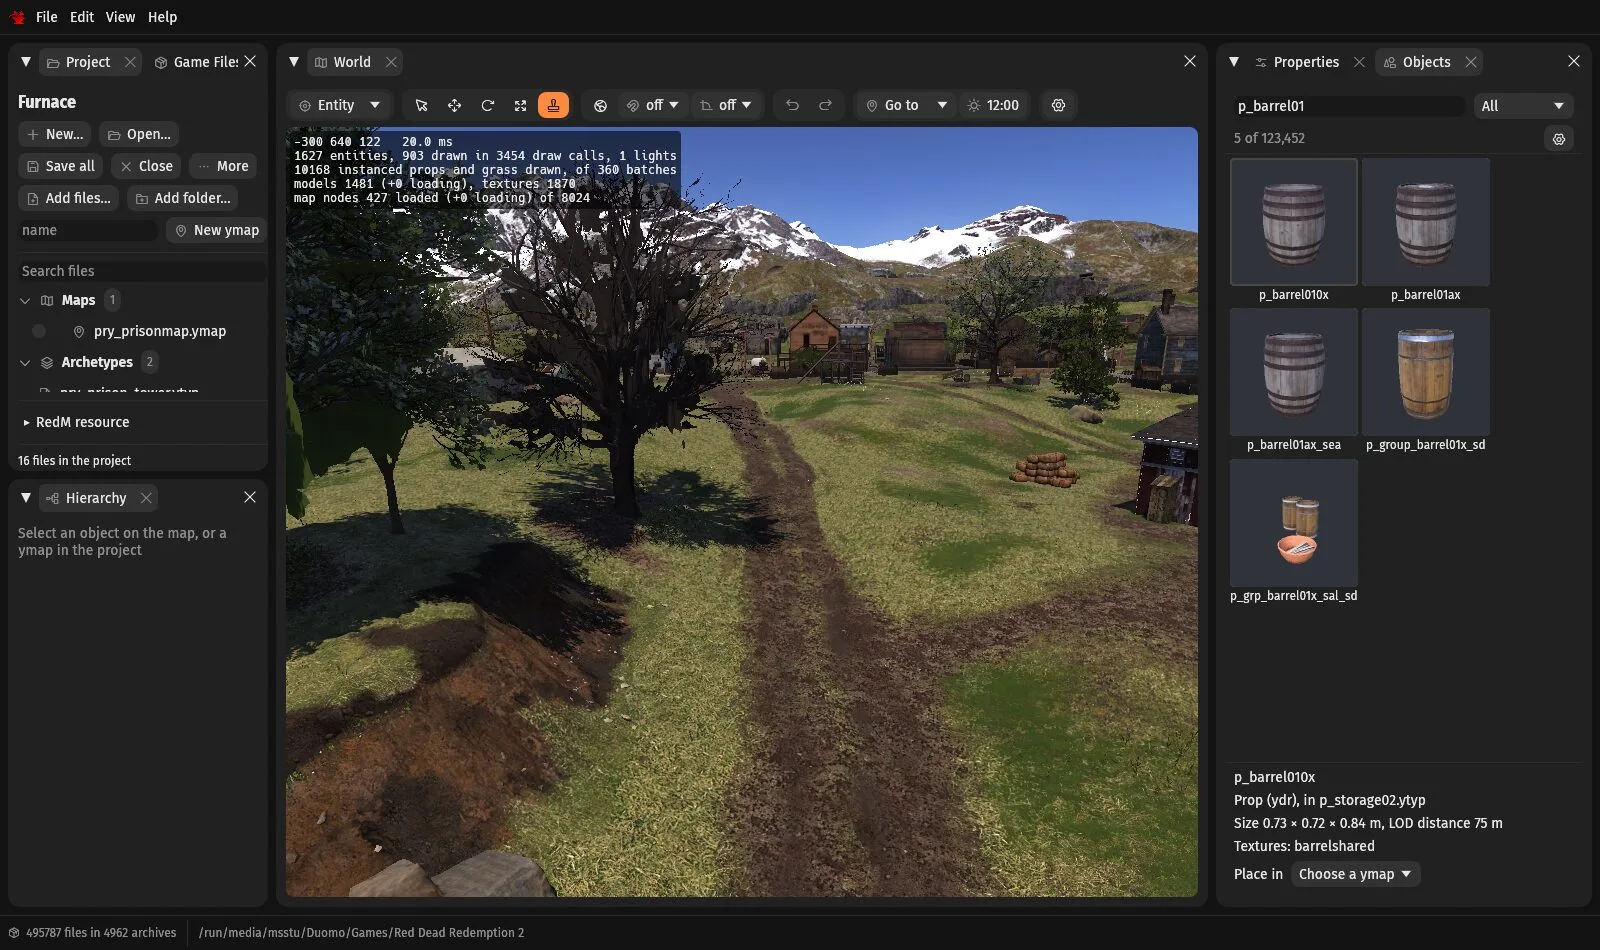 File Edit View Help
Project
Game Files
Furnace
New...
Open...
Save all
Close
More
Add files...
Add folder...
name
New ymap
Search files
Maps 1
pry_prisonmap.ymap
Archetypes 2
RedM resource
16 files in the project
Hierarchy
Select an object on the map, or a
ymap in the project
World
Entity
off
off
Go to
12:00
-300 640 122 20.0 ms
1627 entities, 903 drawn in 3454 draw calls, 1 lights
10168 instanced props and grass drawn, of 360 batches
models 1481 (+0 loading), textures 1870
map nodes 427 loaded (+0 loading) of 8024
Properties
Objects
p_barrel01
All
5 of 123,452
p_barrel010x
p_barrel01ax
p_barrel01ax_sea
p_group_barrel01x_sd
p_grp_barrel01x_sal_sd
p_barrel010x
Prop (ydr), in p_storage02.ytyp
Size 0.73 × 0.72 × 0.84 m, LOD distance 75 m
Textures: barrelshared
Place in Choose a ymap
495787 files in 4962 archives
/run/media/msstu/Duomo/Games/Red Dead Redemption 2